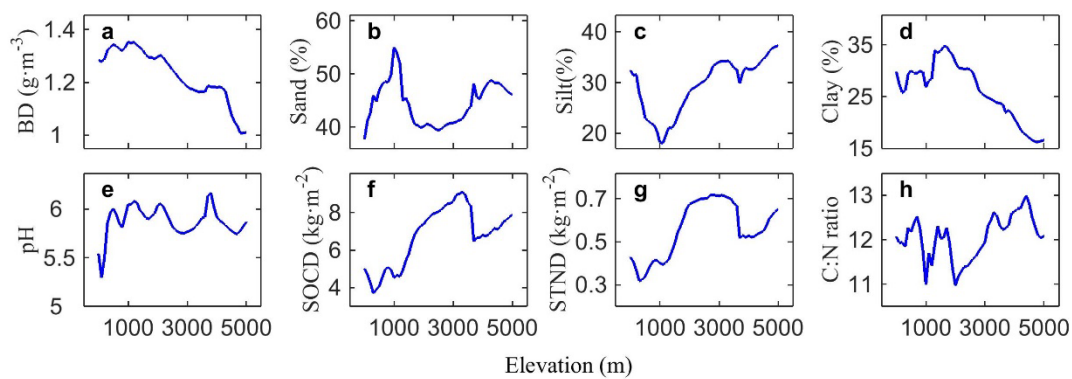 a
BD (g·m⁻³)
1.4
1.2
1
b
Sand (%)
60
50
40
c
Silt(%)
40
30
20
d
Clay (%)
35
25
15
e
pH
6
5.5
5
1000 3000 5000
f
SOCD (kg·m⁻²)
8
6
4
1000 3000 5000
g
STND (kg·m⁻²)
0.7
0.5
0.3
1000 3000 5000
h
C:N ratio
13
12
11
1000 3000 5000
Elevation (m)